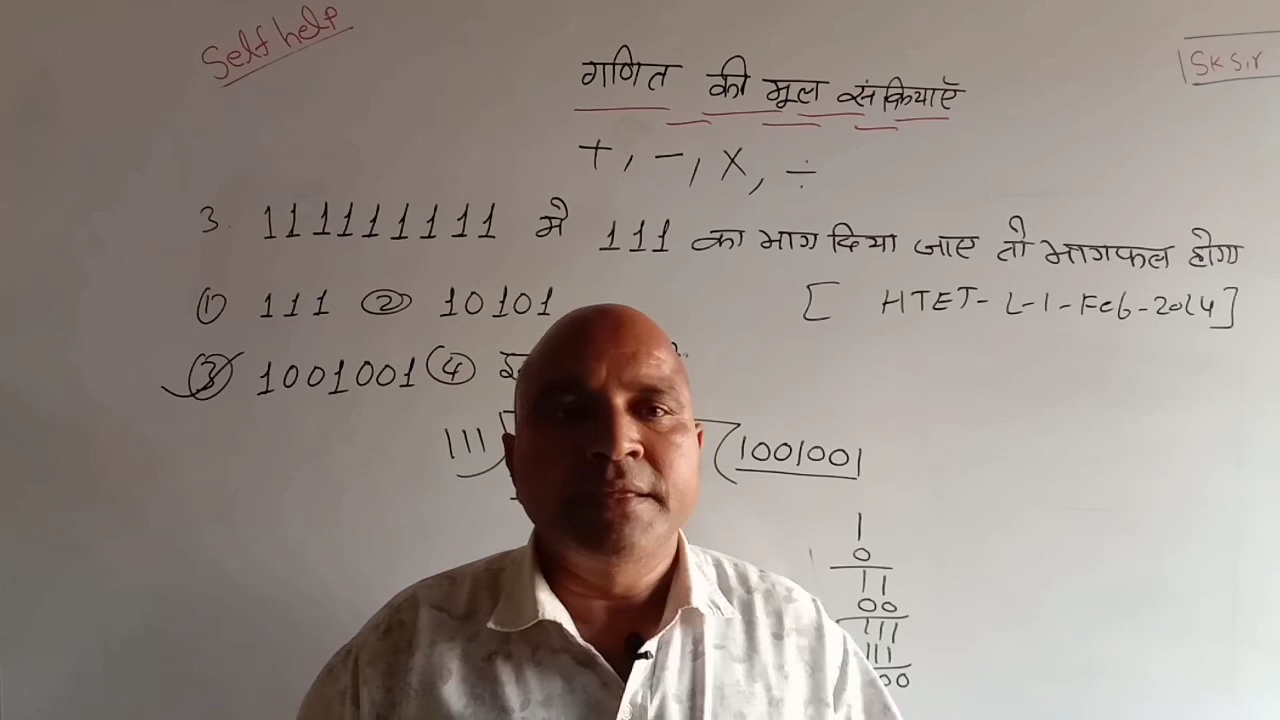 Self help
SK Sir
गणित की मूल संक्रियाएँ
+, -, X, ÷
3. 111111111 मे 111 का भाग दिया जाए तो भागफल होगा
① 111 ② 10101
[ HTET-L-1-Feb-2014]
③ 1001001 ④
111) (1001001
1
0
11
00
111
111
00